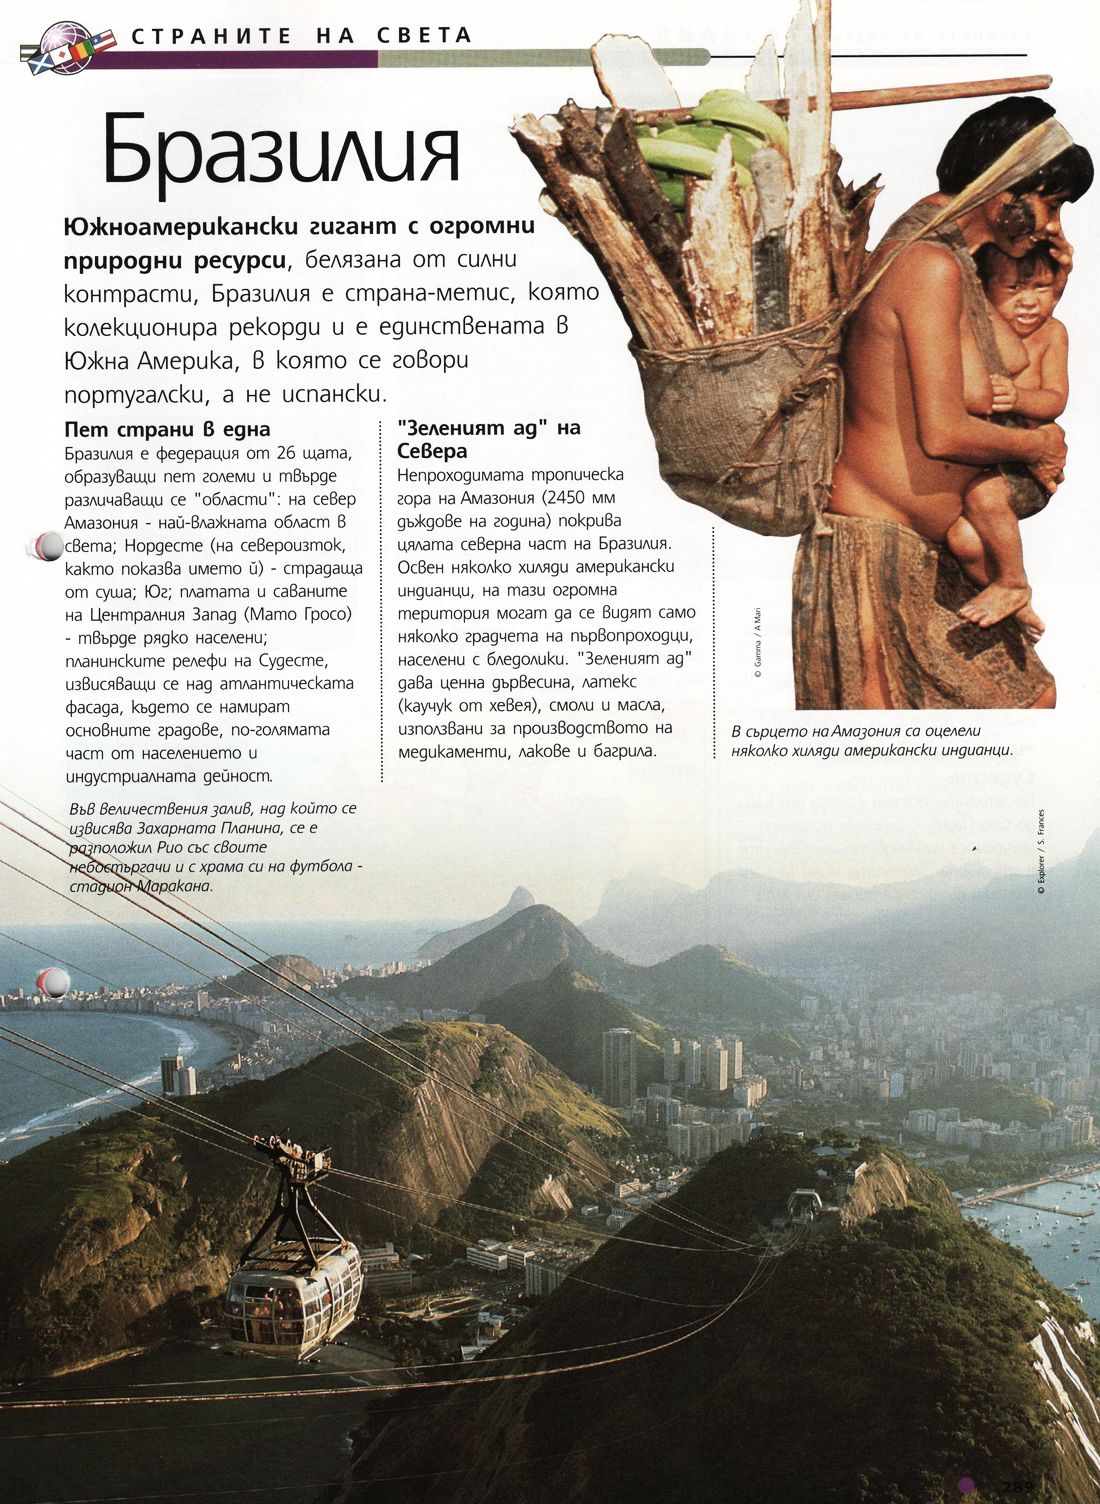 СТРАНИТЕ НА СВЕТА
Бразилия
Южноамерикански гигант с огромни
природни ресурси, белязана от силни
контрасти, Бразилия е страна-метис, която
колекционира рекорди и е единствената в
Южна Америка, в която се говори
португалски, а не испански.
Пет страни в една
Бразилия е федерация от 26 щата,
образуващи пет големи и твърде
различаващи се "области": на север
Амазония - най-влажната област в
света; Нордесте (на североизток,
както показва името й) - страдаща
от суша; Юг; платата и саваните
на Централния Запад (Мато Гросо)
- твърде рядко населени;
планинските релефи на Судесте,
извисяващи се над атлантическата
фасада, където се намират
основните градове, по-голямата
част от населението и
индустриалната дейност.
"Зеленият ад" на
Севера
Непроходимата тропическа
гора на Амазония (2450 мм
дъждове на година) покрива
цялата северна част на Бразилия.
Освен няколко хиляди американски
индианци, на тази огромна
територия могат да се видят само
няколко градчета на първопроходци,
населени с бледолики. "Зеленият ад"
дава ценна дървесина, латекс
(каучук от хевея), смоли и масла,
използвани за производството на
медикаменти, лакове и багрила.
© Gamma / A Mari
В сърцето на Амазония са оцелели
няколко хиляди американски индианци.
Във величествения залив, над който се
извисява Захарната Планина, се е
разположил Рио със своите
небостъргачи и с храма си на футбола -
стадион Маракана.
© Explorer / S. Frances
289